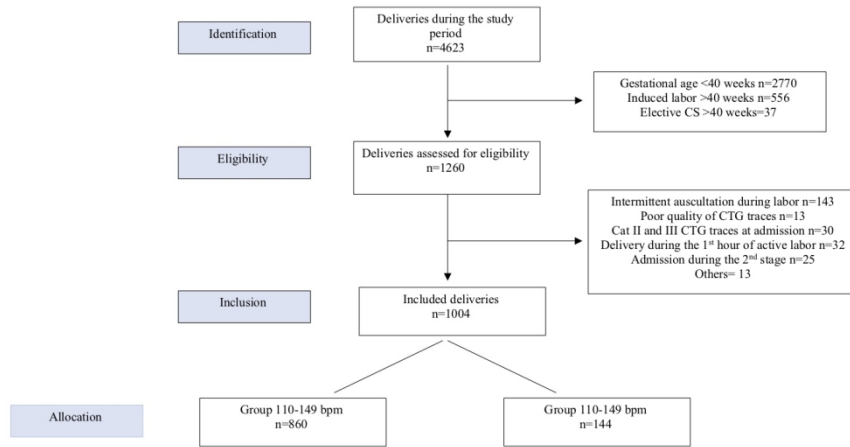 Identification
Deliveries during the study
period
n=4623
Gestational age <40 weeks n=2770
Induced labor >40 weeks n=556
Elective CS >40 weeks=37
Eligibility
Deliveries assessed for eligibility
n=1260
Intermittent auscultation during labor n=143
Poor quality of CTG traces n=13
Cat II and III CTG traces at admission n=30
Delivery during the 1st hour of active labor n=32
Admission during the 2nd stage n=25
Others= 13
Inclusion
Included deliveries
n=1004
Allocation
Group 110-149 bpm
n=860
Group 110-149 bpm
n=144